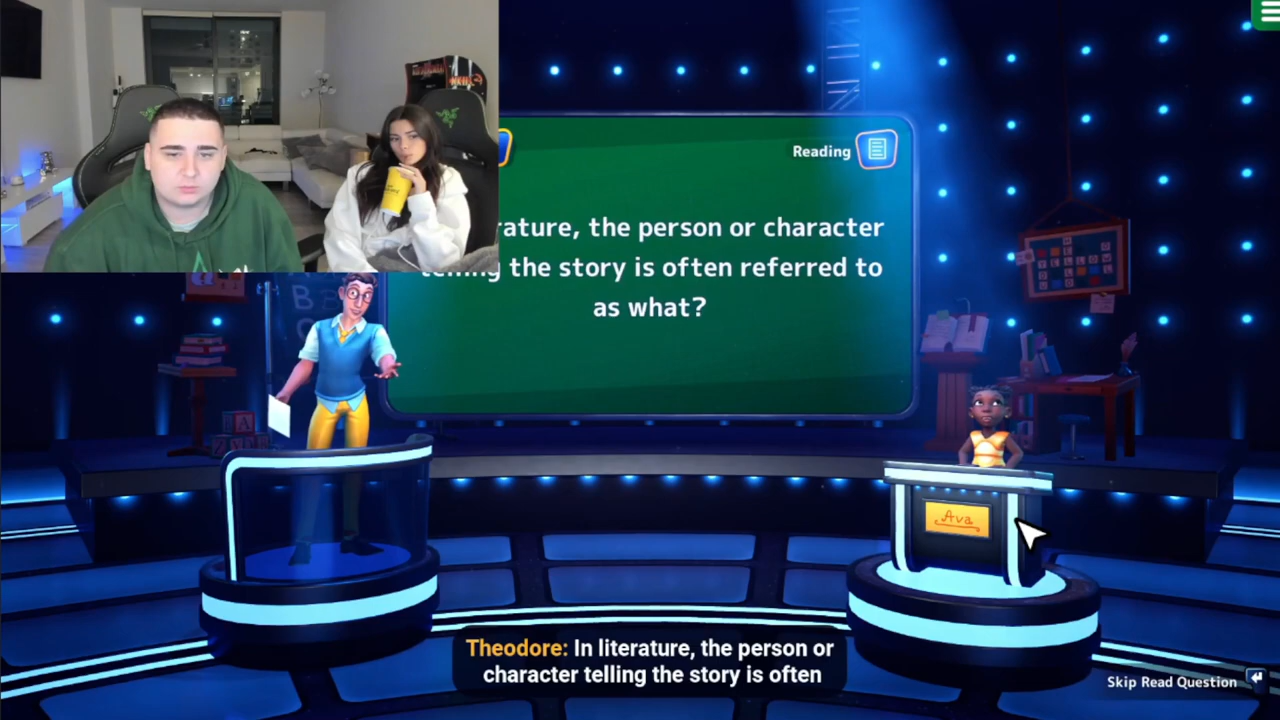 Reading
rature, the person or character
telling the story is often referred to
as what?
Ava
Theodore: In literature, the person or
character telling the story is often
Skip Read Question